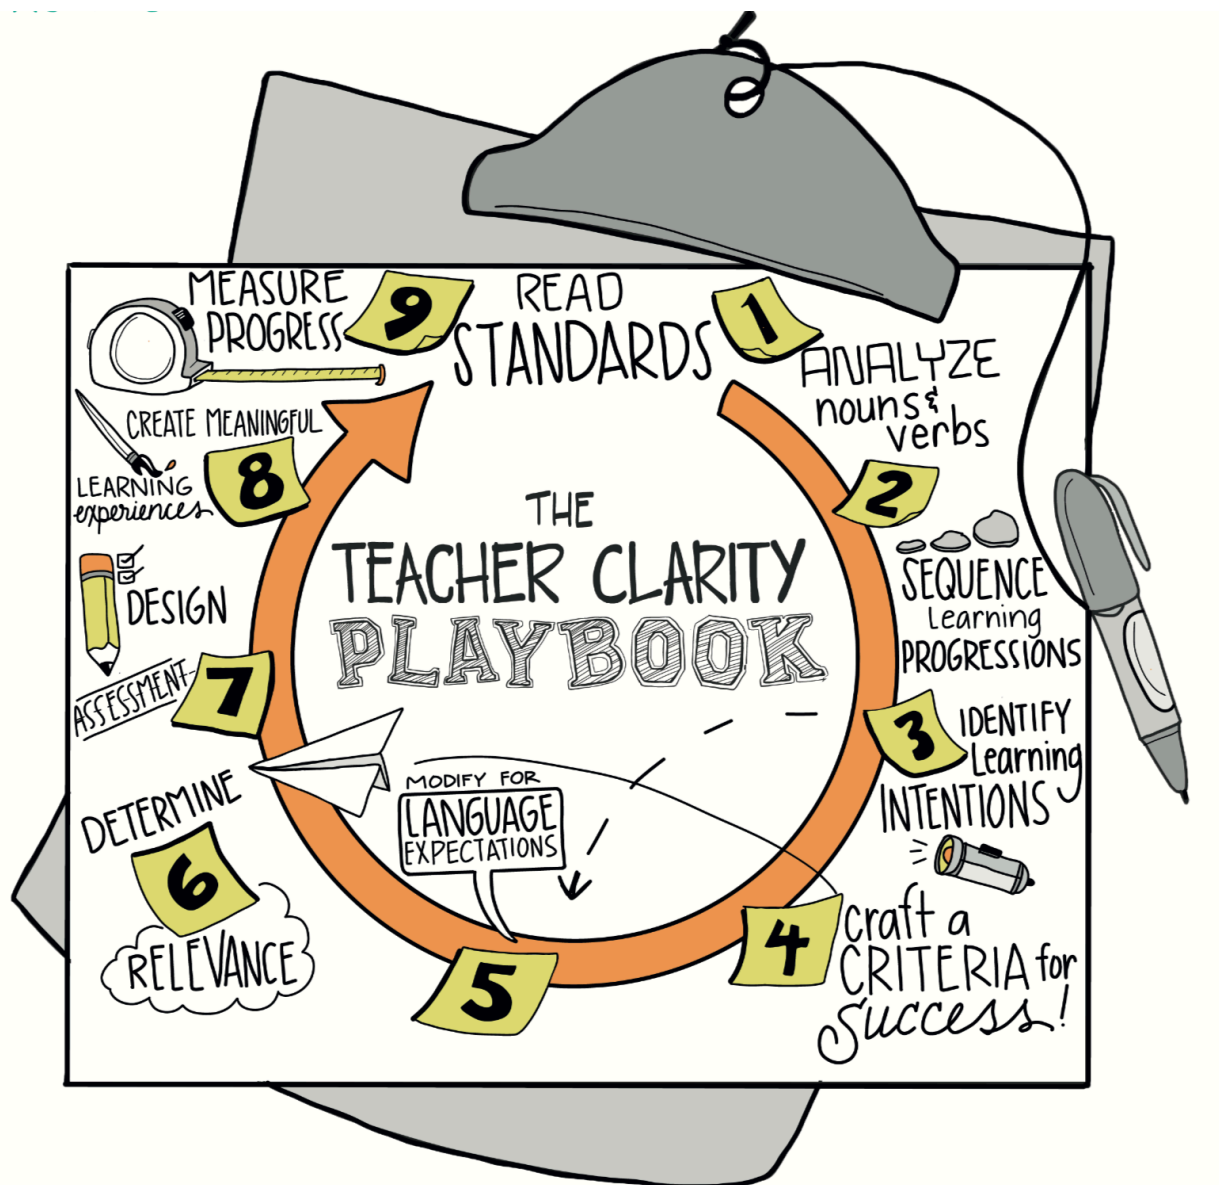 THE
TEACHER CLARITY
PLAYBOOK
READ
STANDARDS
1
ANALYZE
nouns &
verbs
2
SEQUENCE
Learning
PROGRESSIONS
3
IDENTIFY
Learning
INTENTIONS
4
craft a
CRITERIA for
Success!
5
MODIFY FOR
LANGUAGE
EXPECTATIONS
6
DETERMINE
RELEVANCE
7
DESIGN
ASSESSMENT
8
CREATE MEANINGFUL
LEARNING
experiences
9
MEASURE
PROGRESS